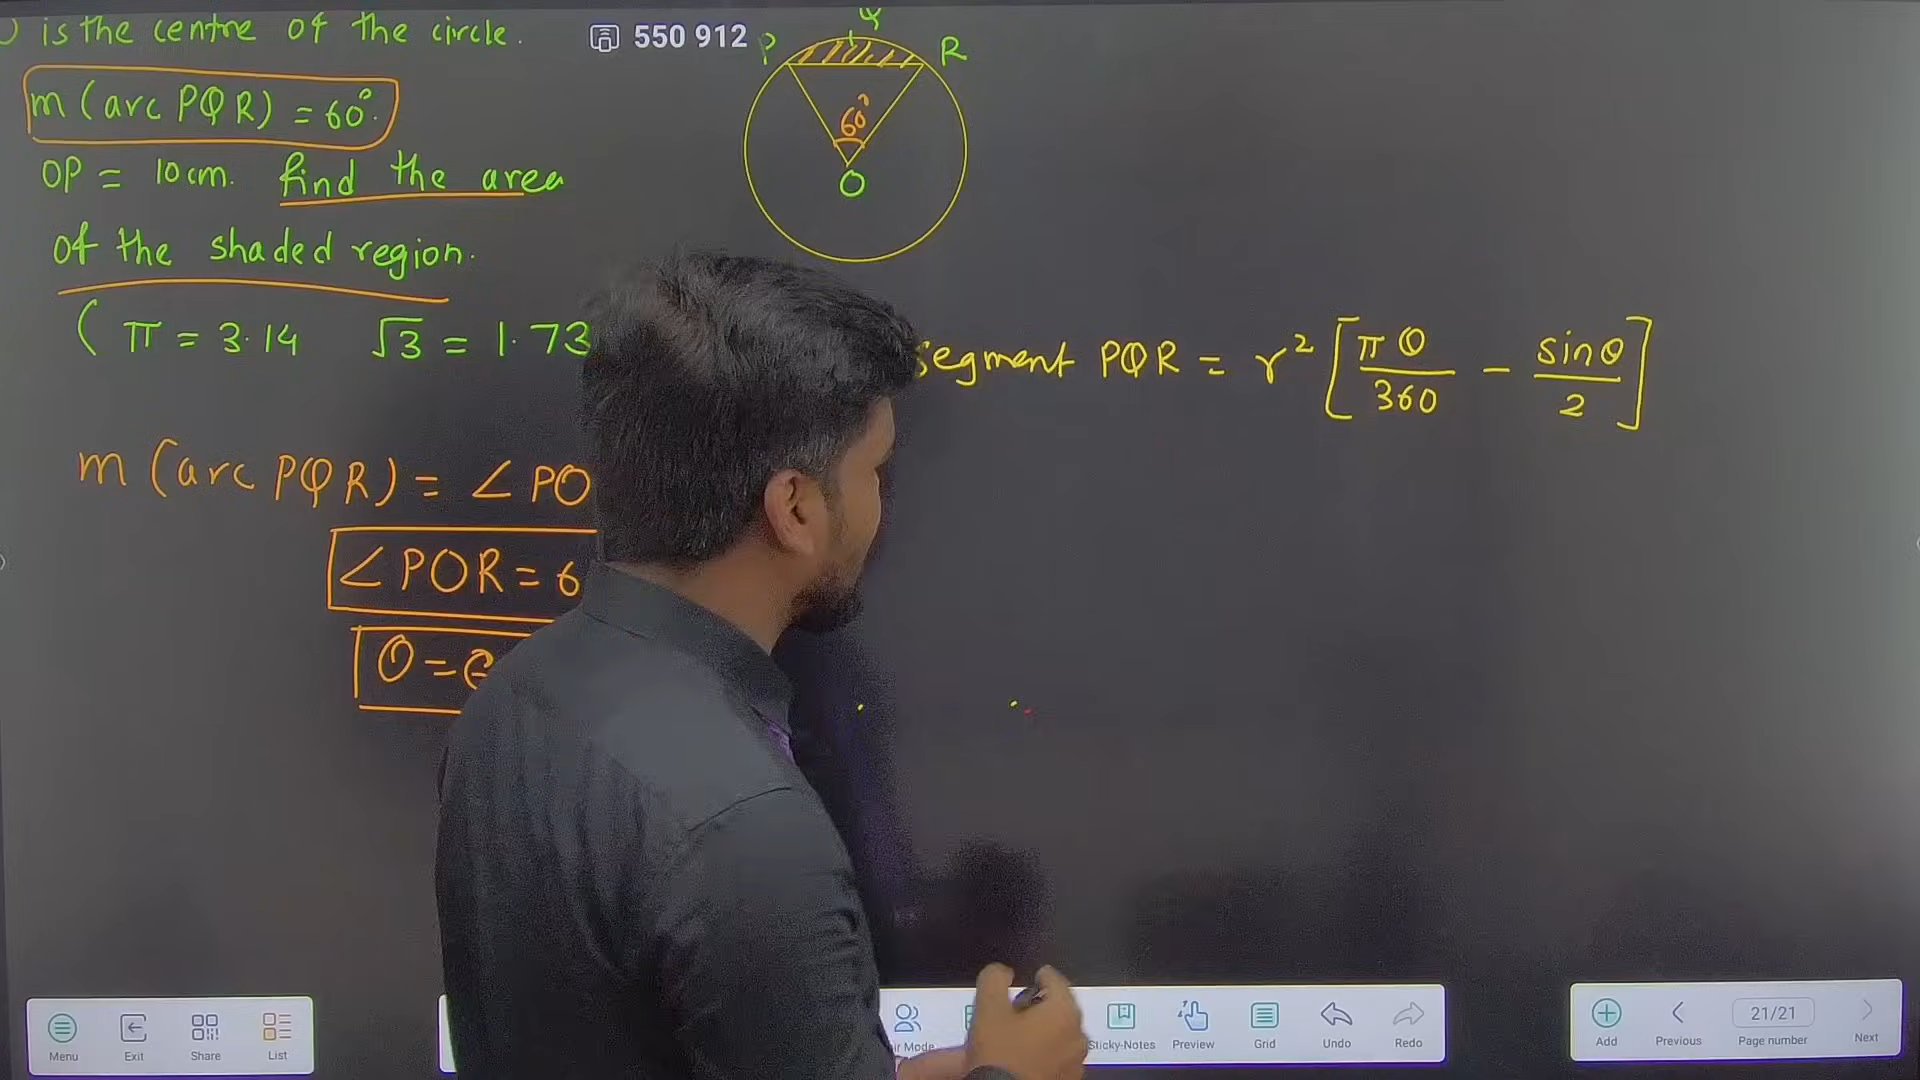 is the centre of the circle.
m (arc PQR) = 60°.
OP = 10cm. find the area
of the shaded region.
( π = 3.14 √3 = 1.73
550 912
P Q R
60°
O
segment PQR = r² [ πθ/360 - sinθ/2 ]
m (arc PQR) = ∠PO
∠POR = 6
θ =
Menu
Exit
Share
List
Mode
Sticky-Notes
Preview
Grid
Undo
Redo
Add
Previous
21/21
Page number
Next